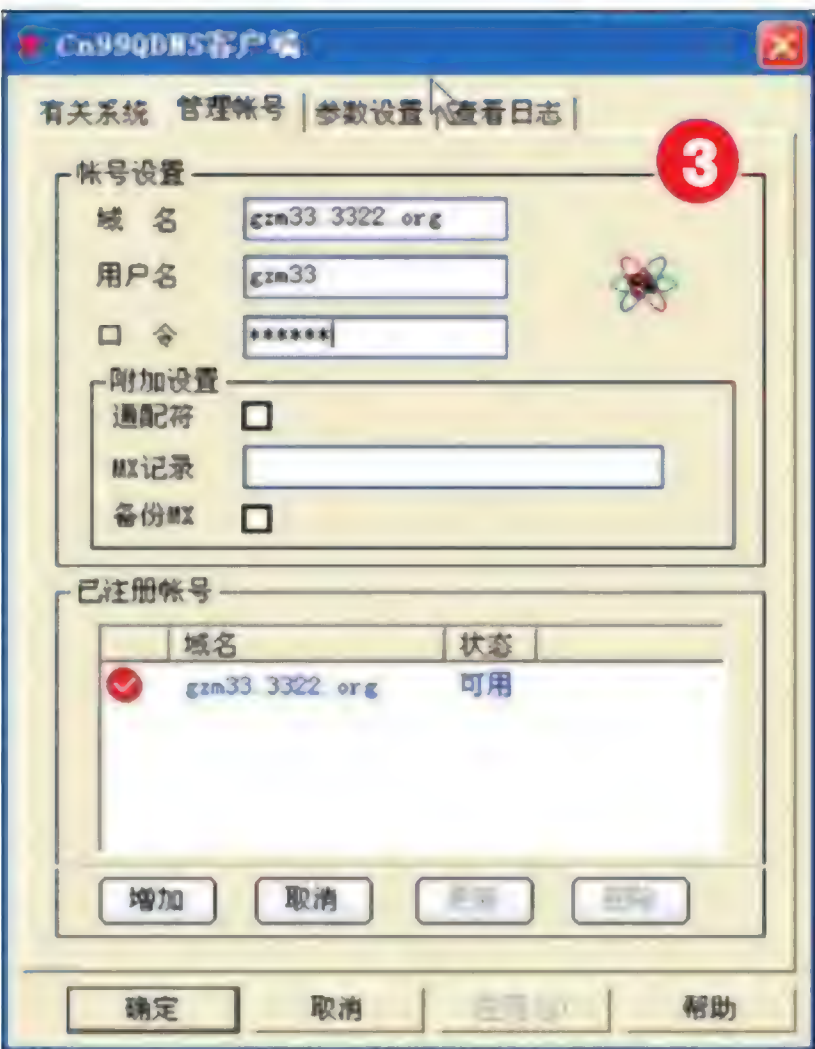 Cn99QDNS客户端
有关系统 管理帐号 参数设置 查看日志
3
帐号设置
域 名 gzm33 3322 org
用户名 gzm33
口 令 ******
附加设置
通配符
MX记录
备份MX
已注册帐号
域名 状态
gzm33 3322 org 可用
增加 取消
确定 取消 帮助